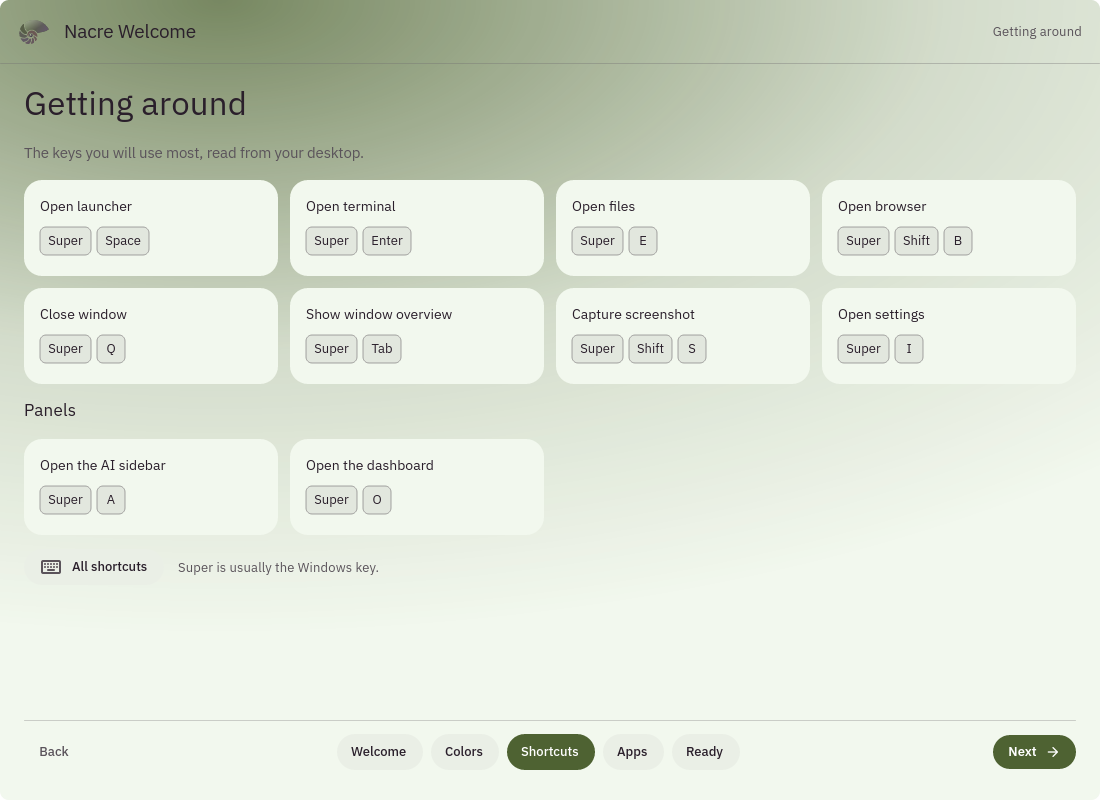 Nacre Welcome
Getting around
Getting around
The keys you will use most, read from your desktop.
Open launcher
Super Space
Open terminal
Super Enter
Open files
Super E
Open browser
Super Shift B
Close window
Super Q
Show window overview
Super Tab
Capture screenshot
Super Shift S
Open settings
Super I
Panels
Open the AI sidebar
Super A
Open the dashboard
Super O
All shortcuts
Super is usually the Windows key.
Back
Welcome
Colors
Shortcuts
Apps
Ready
Next